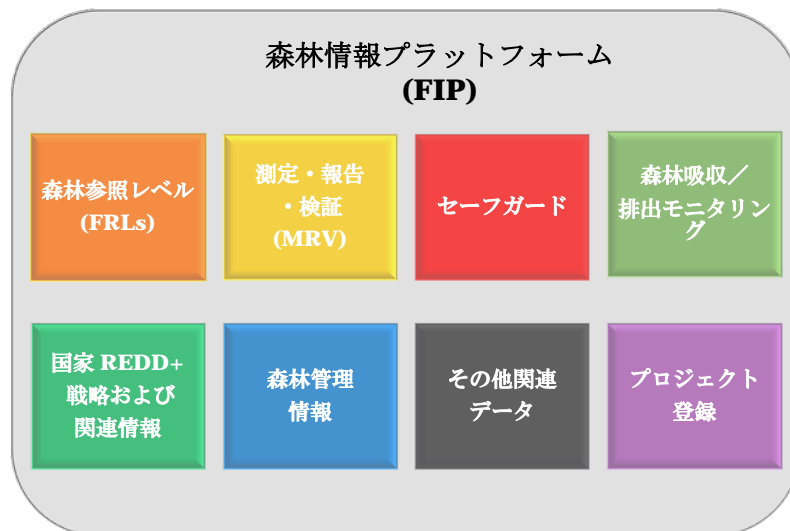 森林情報プラットフォーム
(FIP)
森林参照レベル
(FRLs)
測定・報告
・検証
(MRV)
セーフガード
森林吸収／
排出モニタリン
グ
国家 REDD+
戦略および
関連情報
森林管理
情報
その他関連
データ
プロジェクト
登録